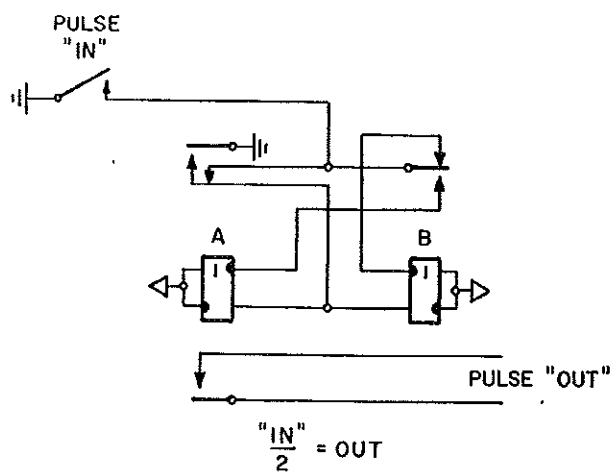 PULSE
"IN"
A
B
I
I
PULSE "OUT"
"IN"
2
= OUT